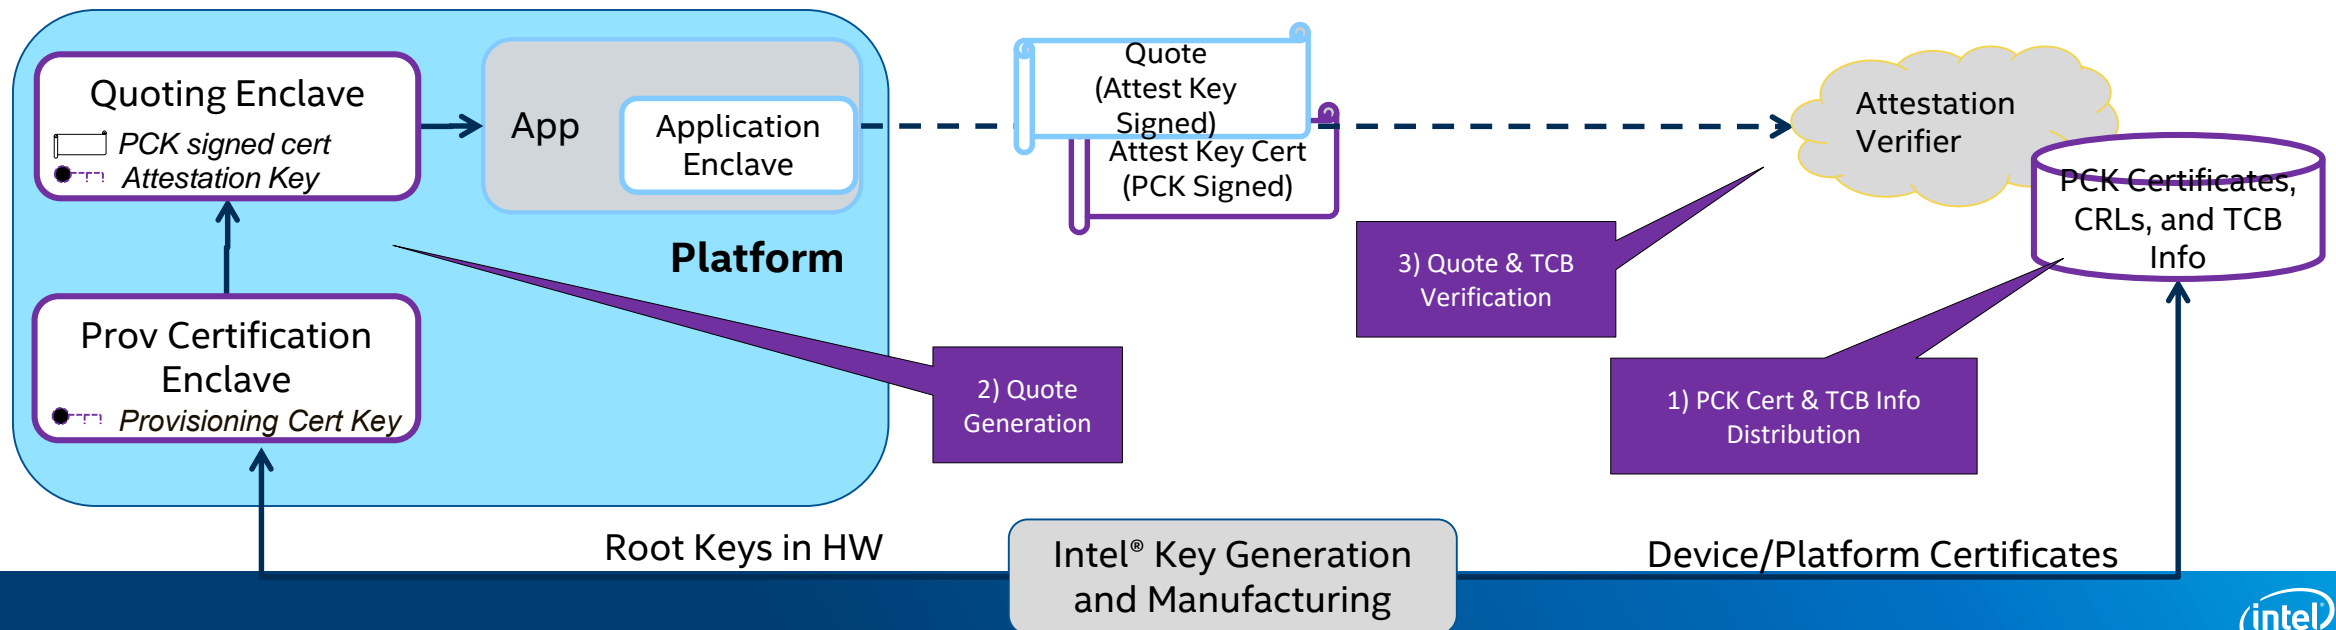 Quoting Enclave
PCK signed cert
Attestation Key
App
Application
Enclave
Platform
Prov Certification
Enclave
Provisioning Cert Key
Quote
(Attest Key
Signed)
Attest Key Cert
(PCK Signed)
Attestation
Verifier
PCK Certificates,
CRLs, and TCB
Info
3) Quote & TCB
Verification
2) Quote
Generation
1) PCK Cert & TCB Info
Distribution
Root Keys in HW
Intel® Key Generation
and Manufacturing
Device/Platform Certificates
intel